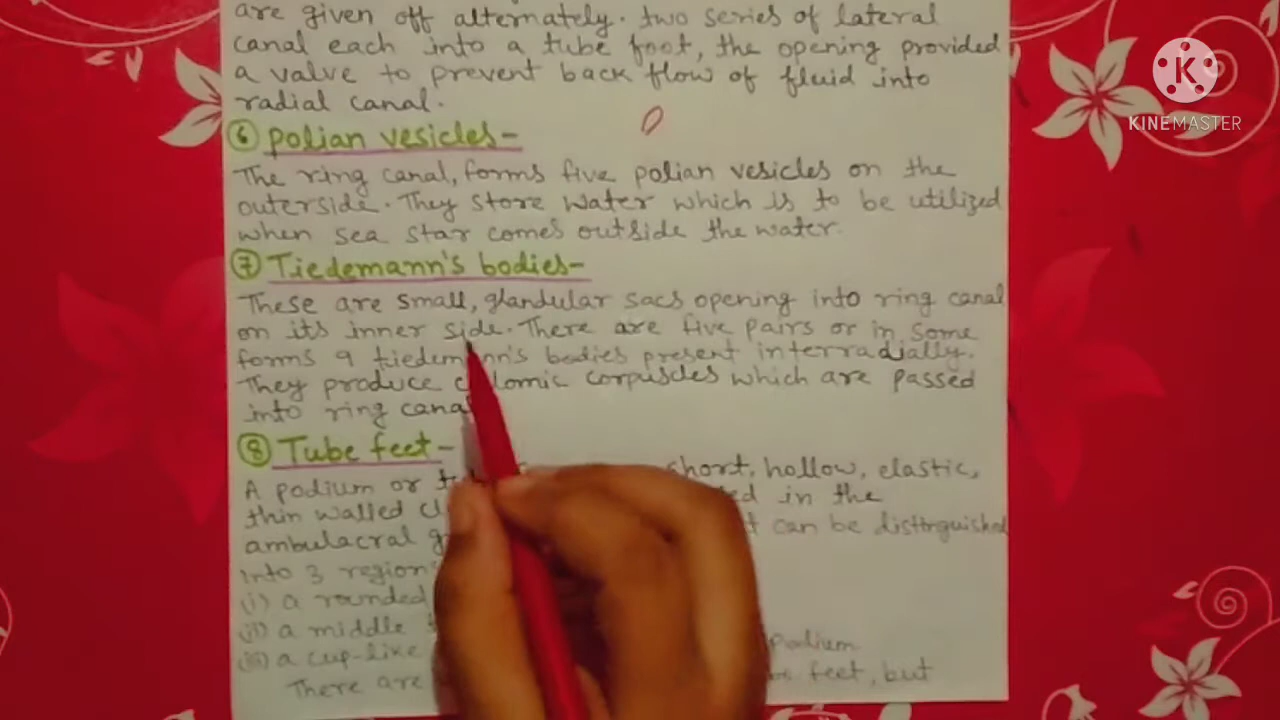 are given off alternately. two series of lateral
canal each into a tube foot, the opening provided
a valve to prevent back flow of fluid into
radial canal.
⑥ polian vesicles-
The ring canal, forms five polian vesicles on the
outerside. They store water which is to be utilized
when sea star comes outside the water.
⑦ Tiedemann's bodies-
These are small, glandular sacs opening into ring canal
on its inner side. There are five pairs or in some
forms 9 tiedemann's bodies present interradially.
They produce corpuscles which are passed
into ring canal
⑧ Tube feet-
A podium or short, hollow, elastic,
thin walled in the
ambulacral can be distinguished
into 3 region
(i) a rounded
(ii) a middle podium
(iii) a cup-like feet, but
There are
KINEMASTER